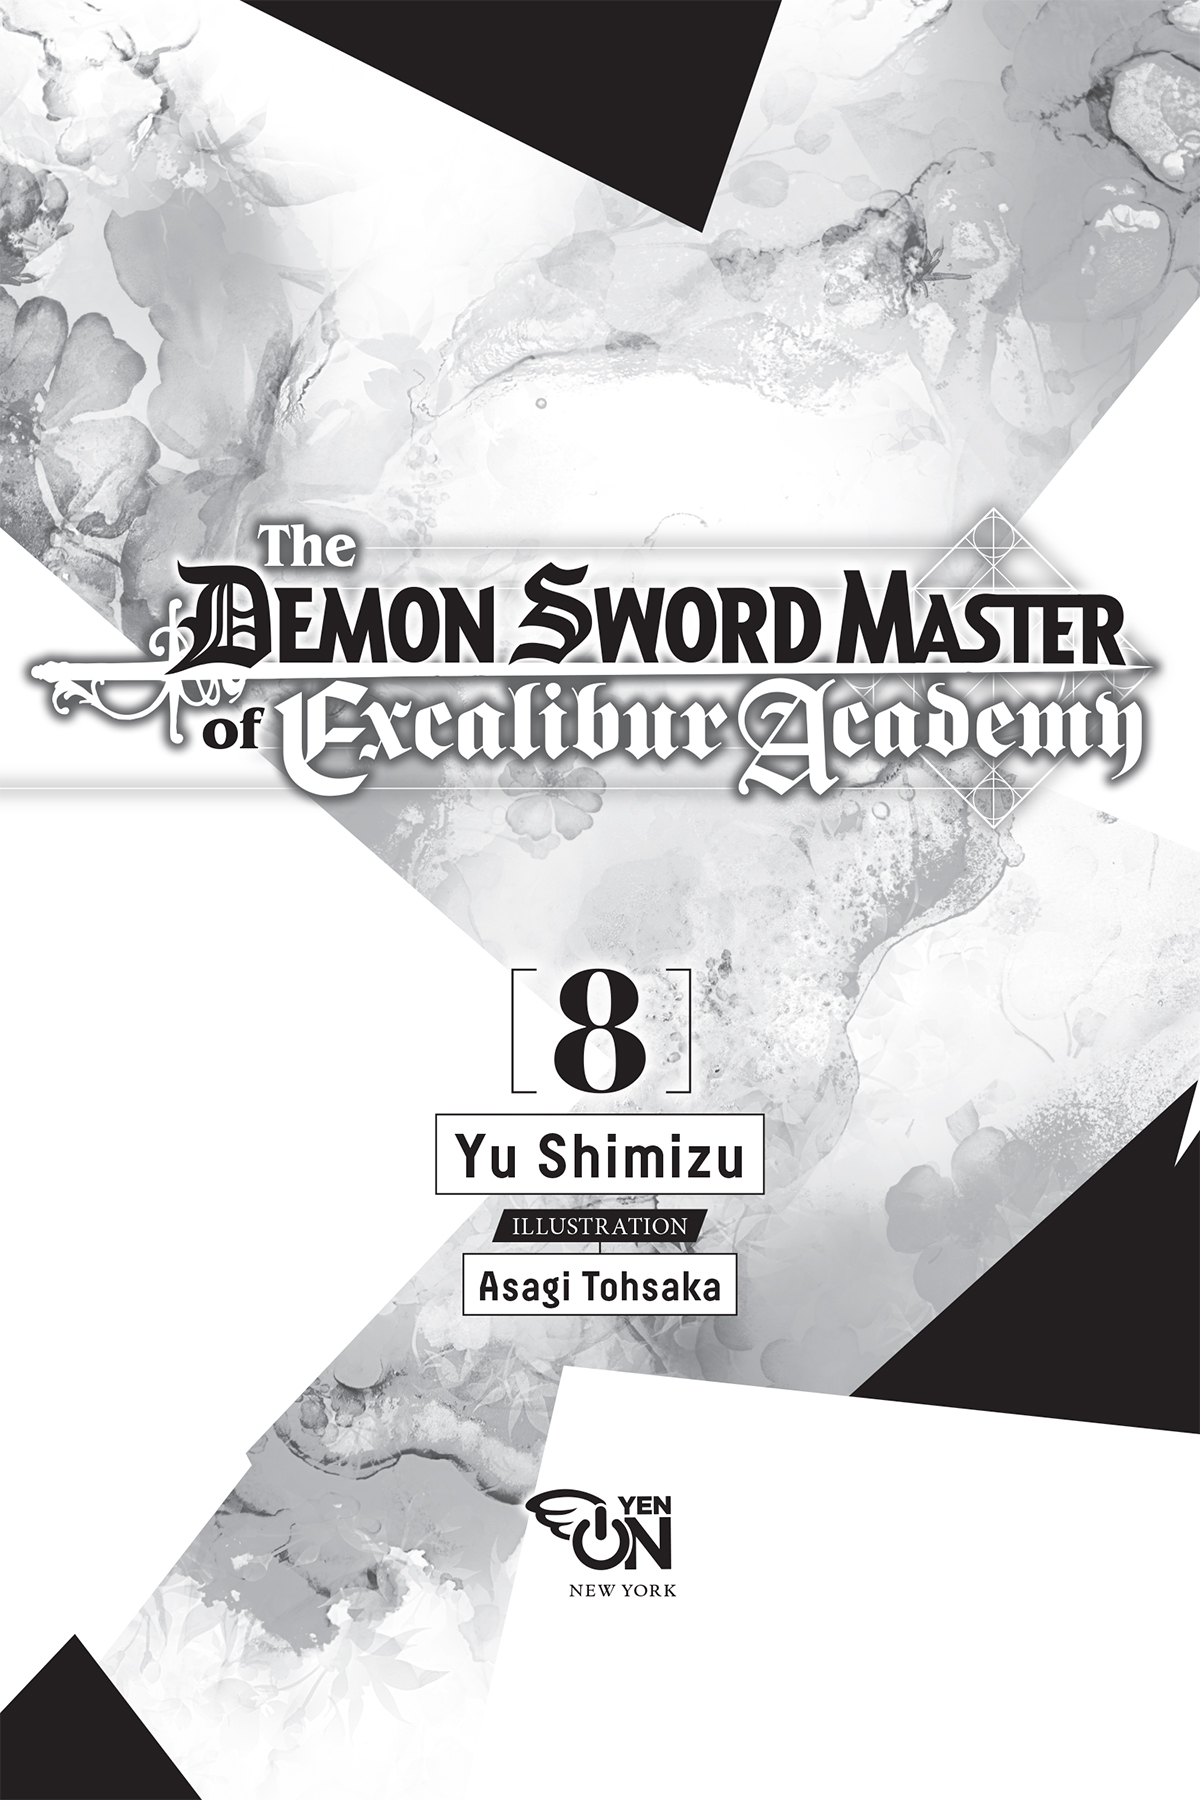 The
DEMON SWORD MASTER
of Excalibur Academy
[8]
Yu Shimizu
ILLUSTRATION
Asagi Tohsaka
YEN
ON
NEW YORK